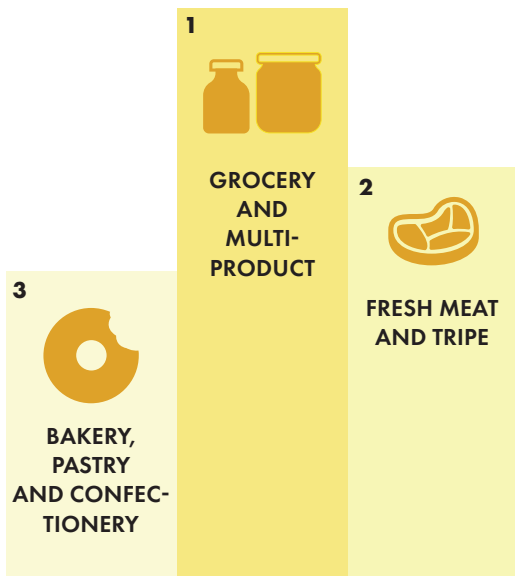 1
GROCERY
AND
MULTI-
PRODUCT
2
FRESH MEAT
AND TRIPE
3
BAKERY,
PASTRY
AND CONFEC-
TIONERY